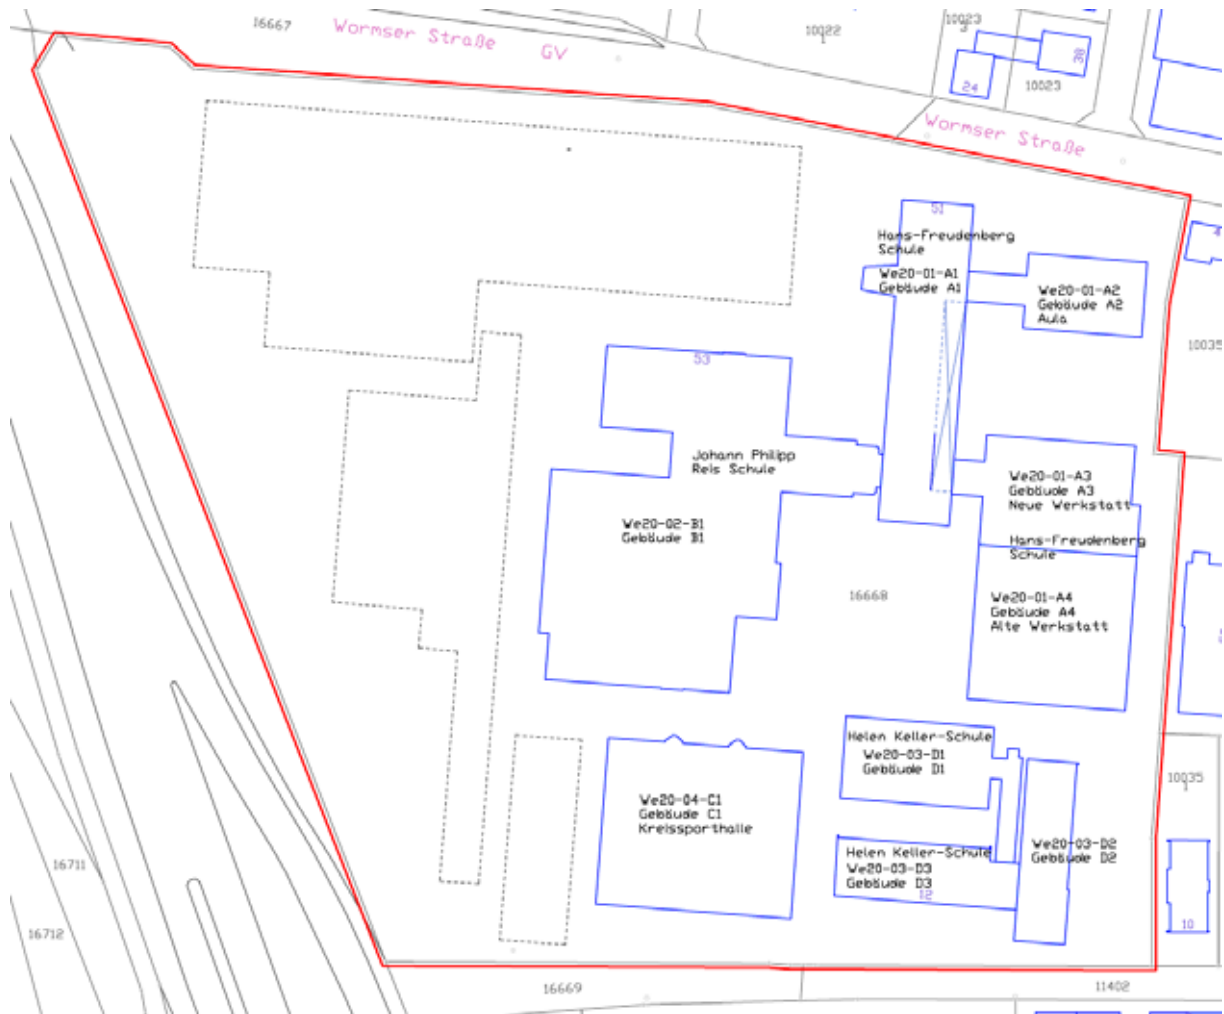 16667
Wormser Straße
GV
10022
1
10023
38
24
10023
Wormser Straße
51
Hans-Freudenberg
Schule
We20-01-A1
Gebäude A1
We20-01-A2
Gebäude A2
Aula
10035
53
Johann Philipp
Reis Schule
We20-01-A3
Gebäude A3
Neue Werkstatt
We20-02-B1
Gebäude B1
Hans-Freudenberg
Schule
16668
We20-01-A4
Gebäude A4
Alte Werkstatt
Helen Keller-Schule
We20-03-D1
Gebäude D1
10035
1
We20-04-C1
Gebäude C1
Kreissporthalle
We20-03-D2
Gebäude D2
Helen Keller-Schule
We20-03-D3
Gebäude D3
12
16711
16712
10
16669
11402